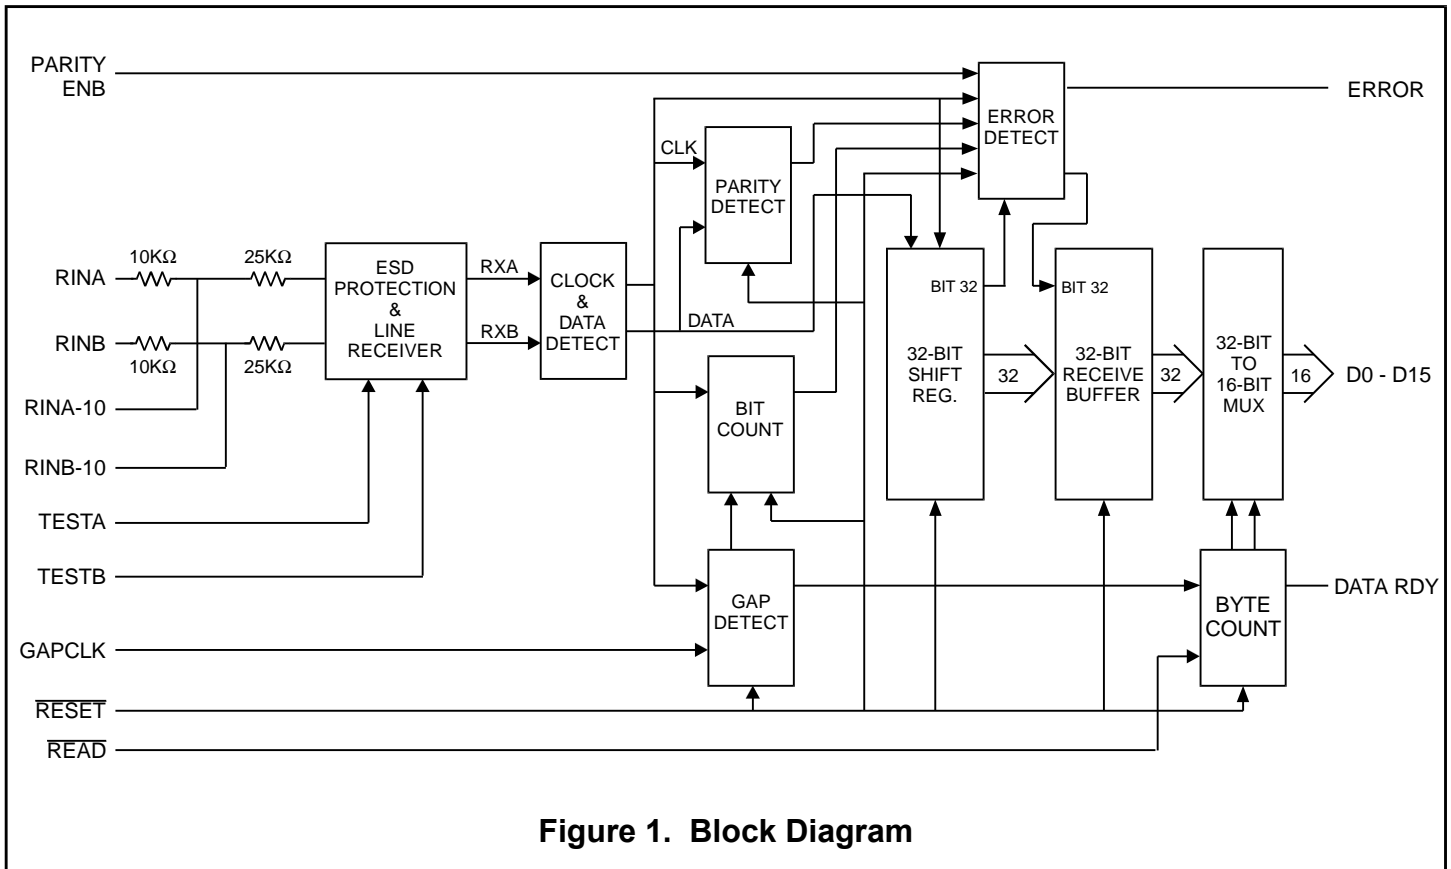 PARITY
ENB
ERROR
DETECT
ERROR
CLK
PARITY
DETECT
RINA
10KΩ
25KΩ
ESD
PROTECTION
&
LINE
RECEIVER
RXA
RXB
CLOCK
&
DATA
DETECT
DATA
RINB
10KΩ
25KΩ
BIT 32
32-BIT
SHIFT
REG.
32
BIT 32
32-BIT
RECEIVE
BUFFER
32
32-BIT
TO
16-BIT
MUX
16
D0 - D15
RINA-10
BIT
COUNT
RINB-10
TESTA
TESTB
GAP
DETECT
BYTE
COUNT
DATA RDY
GAPCLK
RESET
READ
Figure 1. Block Diagram